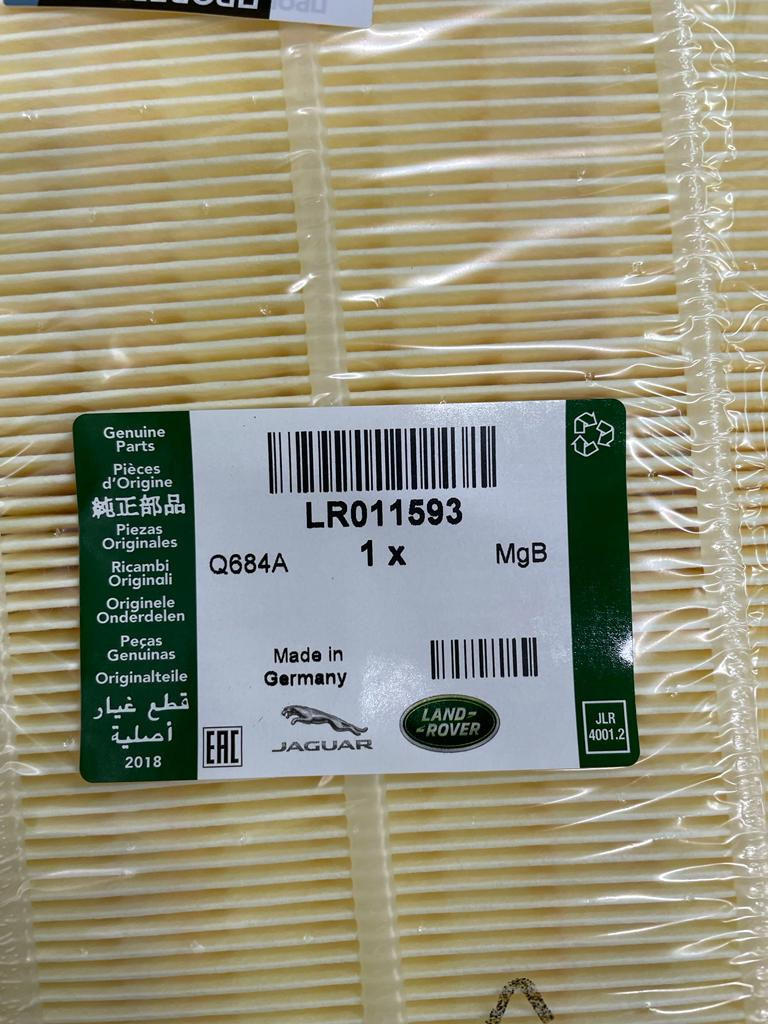 Genuine
Parts
Pièces
d'Origine
純正部品
Piezas
Originales
Ricambi
Originali
Originele
Onderdelen
Peças
Genuínas
Originalteile
قطع غيار
أصلية
2018
LR011593
Q684A
1 x
MgB
Made in
Germany
EAC
JAGUAR
LAND-
-ROVER
JLR
4001.2